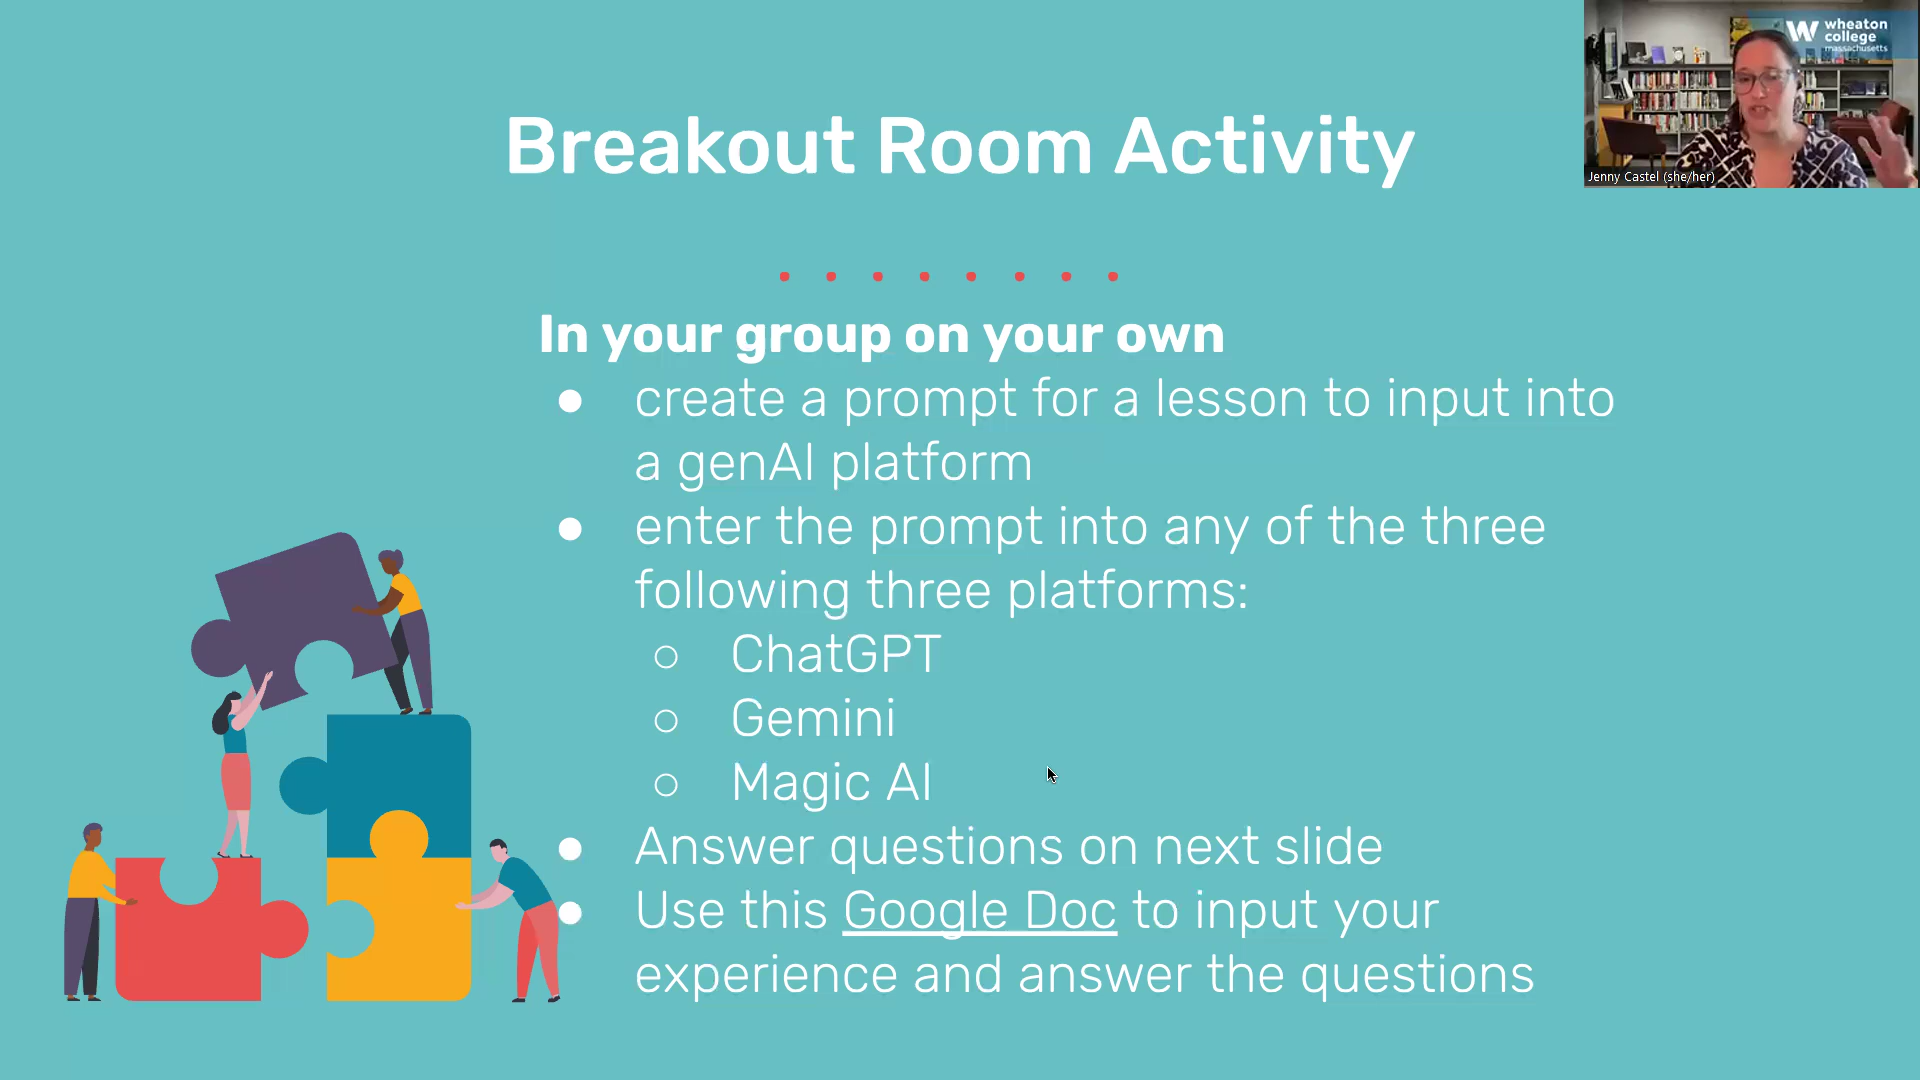 Breakout Room Activity
In your group on your own
● create a prompt for a lesson to input into
a genAI platform
● enter the prompt into any of the three
following three platforms:
○ ChatGPT
○ Gemini
○ Magic AI
● Answer questions on next slide
● Use this Google Doc to input your
experience and answer the questions
W wheaton
college
massachusetts
Jenny Castel (she/her)